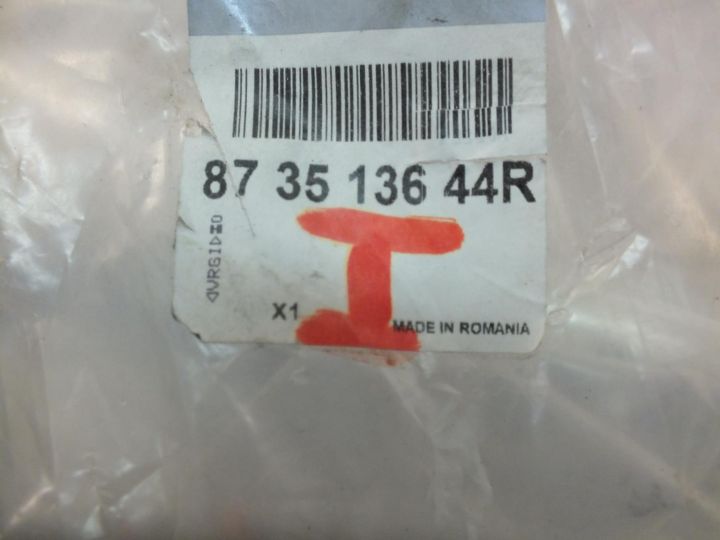 87 35 136 44R
X1
I
MADE IN ROMANIA